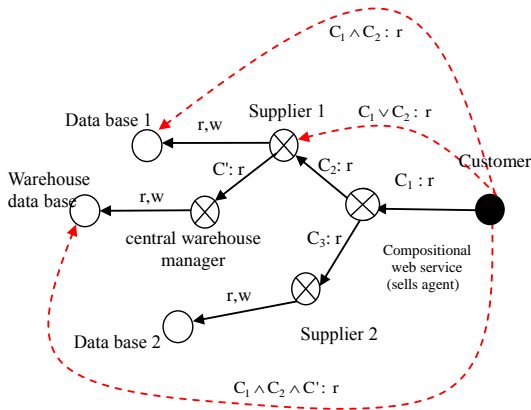 C₁ ∧ C₂ : r
Supplier 1
Data base 1
r,w
C₁ ∨ C₂ : r
Customer
C': r
C₂: r
C₁ : r
Warehouse
data base
r,w
central warehouse
manager
C₃: r
Compositional
web service
(sells agent)
r,w
Data base 2
Supplier 2
C₁ ∧ C₂ ∧ C': r